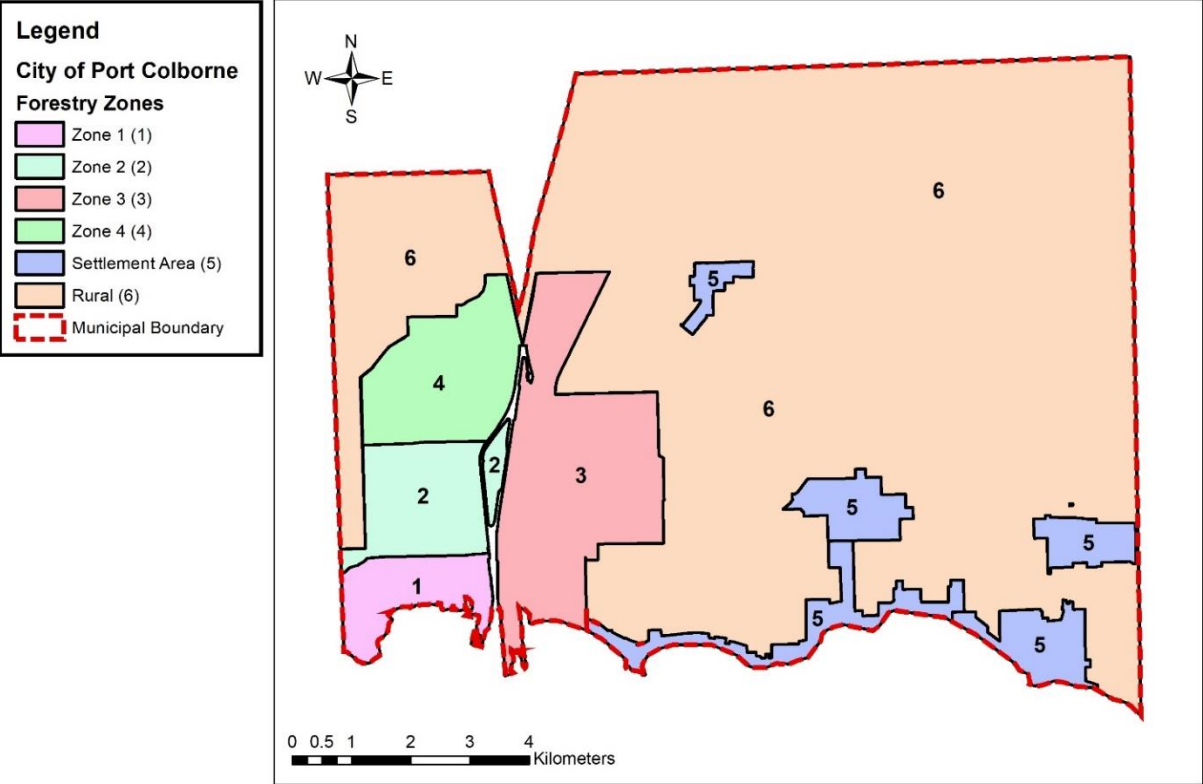 Legend
City of Port Colborne
Forestry Zones
Zone 1 (1)
Zone 2 (2)
Zone 3 (3)
Zone 4 (4)
Settlement Area (5)
Rural (6)
Municipal Boundary
N
W E
S
6
6
5
4
6
2
3
2
5
5
1
5
5
0 0.5 1 2 3 4
Kilometers